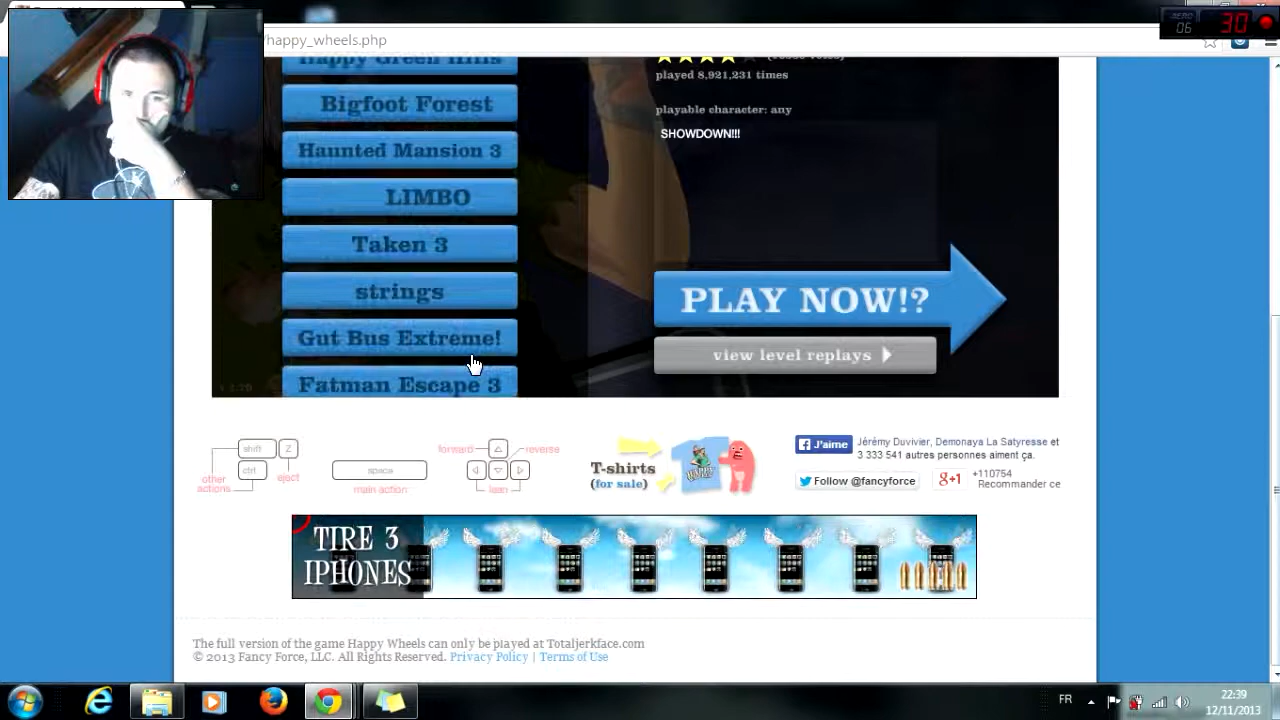 /happy_wheels.php
30
06
Happy Green Hills
played 8,921,231 times
Bigfoot Forest
playable character: any
SHOWDOWN!!!
Haunted Mansion 3
LIMBO
Taken 3
strings
PLAY NOW!?
Gut Bus Extreme!
view level replays
Fatman Escape 3
shift
Z
ctrl
eject
other
actions
space
main action
forward
reverse
lean
T-shirts
(for sale)
J'aime
Jérémy Duvivier, Demonaya La Satyresse et
3 333 541 autres personnes aiment ça.
Follow @fancyforce
g+1
+110754
Recommander ce
TIRE 3
IPHONES
The full version of the game Happy Wheels can only be played at Totaljerkface.com
© 2013 Fancy Force, LLC. All Rights Reserved. Privacy Policy | Terms of Use
FR
22:39
12/11/2013